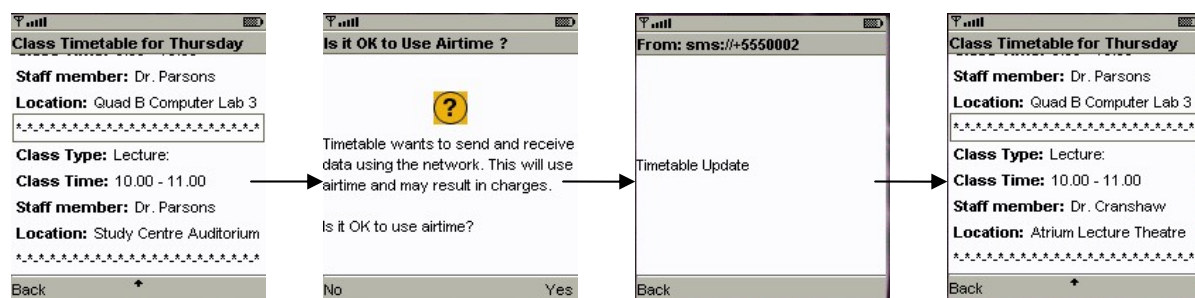 Class Timetable for Thursday
Staff member: Dr. Parsons
Location: Quad B Computer Lab 3
*_*_*_*_*_*_*_*_*_*_*_*_*_*_*_*_*_*_*_*_*_*
Class Type: Lecture:
Class Time: 10.00 - 11.00
Staff member: Dr. Parsons
Location: Study Centre Auditorium
*_*_*_*_*_*_*_*_*_*_*_*_*_*_*_*_*_*_*_*_*_*
Back
Is it OK to Use Airtime ?
?
Timetable wants to send and receive
data using the network. This will use
airtime and may result in charges.
Is it OK to use airtime?
No Yes
From: sms://+5550002
Timetable Update
Back
Class Timetable for Thursday
Staff member: Dr. Parsons
Location: Quad B Computer Lab 3
*_*_*_*_*_*_*_*_*_*_*_*_*_*_*_*_*_*_*_*_*_*
Class Type: Lecture:
Class Time: 10.00 - 11.00
Staff member: Dr. Cranshaw
Location: Atrium Lecture Theatre
*_*_*_*_*_*_*_*_*_*_*_*_*_*_*_*_*_*_*_*_*_*
Back